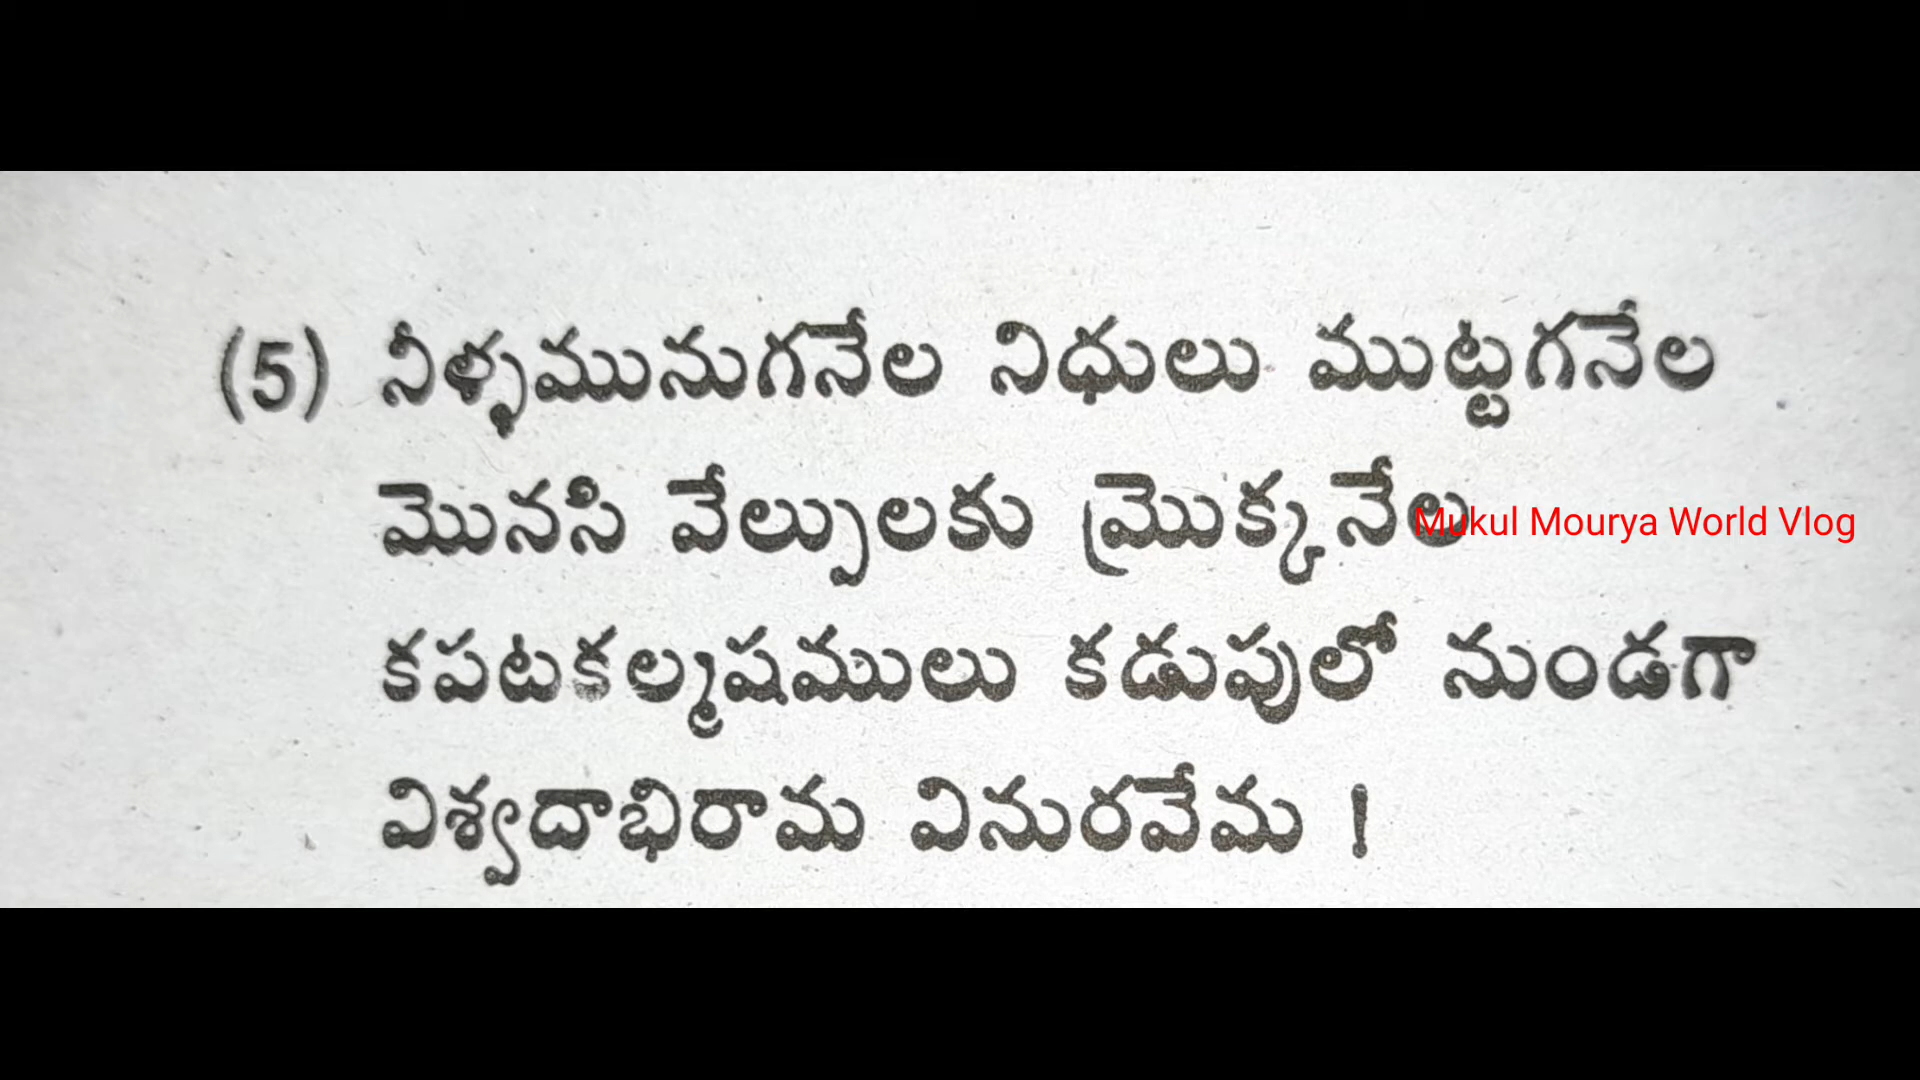 (5) నీళ్ళమునుగనేల నిధులు ముట్టగనేల
మొనసి వేల్పులకు మ్రొక్కనేల
Mukul Mourya World Vlog
కపటకల్మషములు కడుపులో నుండగా
విశ్వదాభిరామ వినురవేమ !